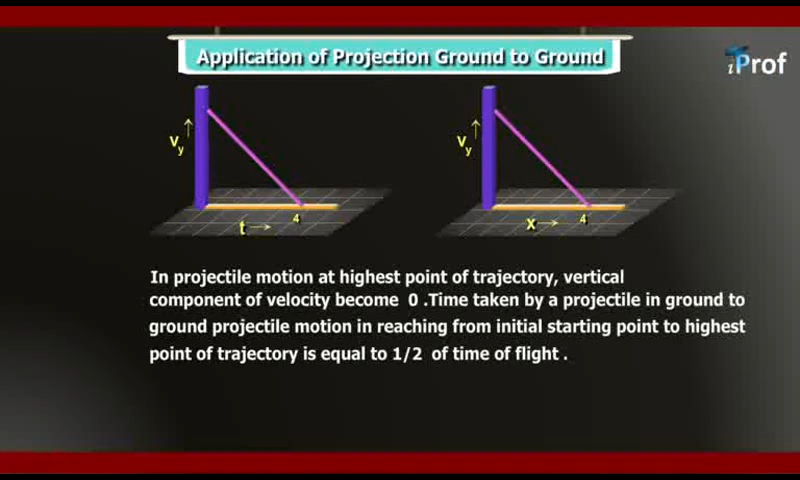 Application of Projection Ground to Ground
iProf
Vy
4
t
Vy
4
x
In projectile motion at highest point of trajectory, vertical
component of velocity become 0 .Time taken by a projectile in ground to
ground projectile motion in reaching from initial starting point to highest
point of trajectory is equal to 1/2 of time of flight .